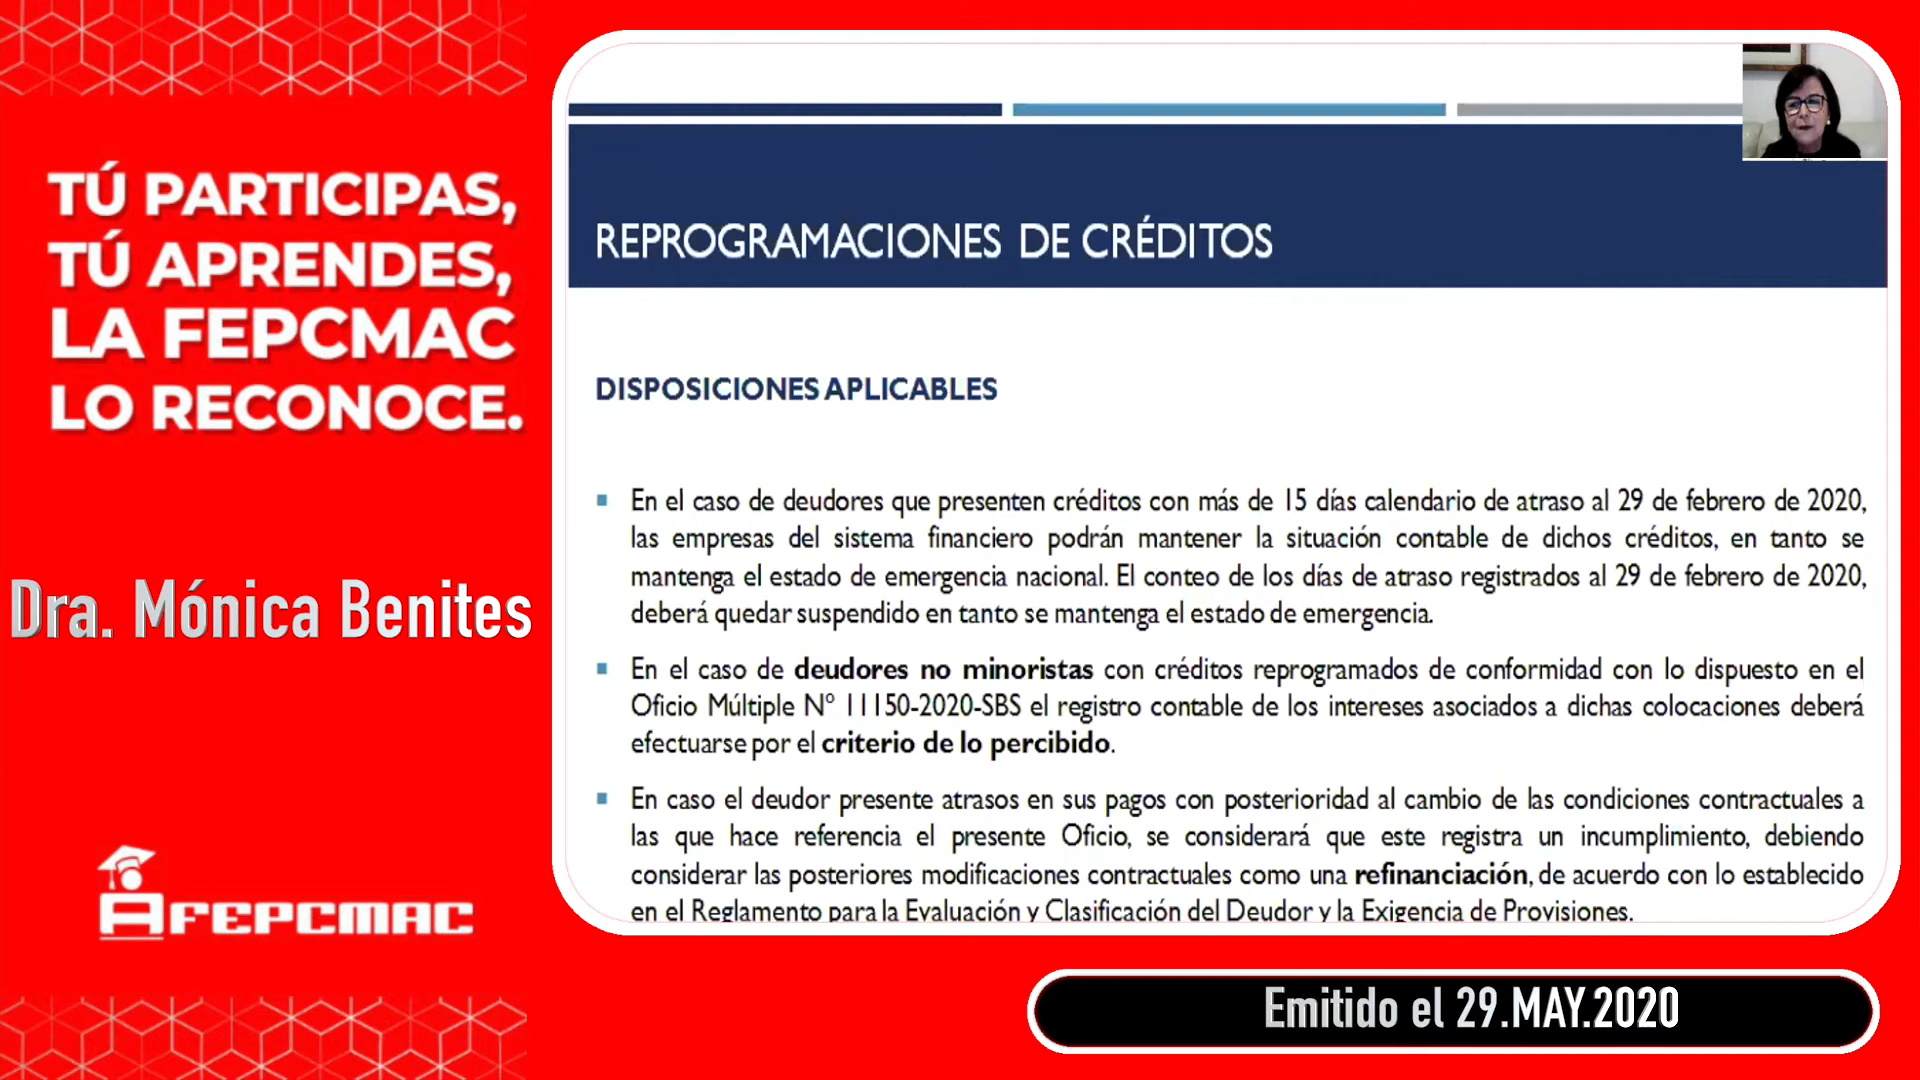 TÚ PARTICIPAS,
TÚ APRENDES,
LA FEPCMAC
LO RECONOCE.
Dra. Mónica Benites
FEPCMAC
REPROGRAMACIONES DE CRÉDITOS
DISPOSICIONES APLICABLES
▪ En el caso de deudores que presenten créditos con más de 15 días calendario de atraso al 29 de febrero de 2020,
las empresas del sistema financiero podrán mantener la situación contable de dichos créditos, en tanto se
mantenga el estado de emergencia nacional. El conteo de los días de atraso registrados al 29 de febrero de 2020,
deberá quedar suspendido en tanto se mantenga el estado de emergencia.
▪ En el caso de deudores no minoristas con créditos reprogramados de conformidad con lo dispuesto en el
Oficio Múltiple Nº 11150-2020-SBS el registro contable de los intereses asociados a dichas colocaciones deberá
efectuarse por el criterio de lo percibido.
▪ En caso el deudor presente atrasos en sus pagos con posterioridad al cambio de las condiciones contractuales a
las que hace referencia el presente Oficio, se considerará que este registra un incumplimiento, debiendo
considerar las posteriores modificaciones contractuales como una refinanciación, de acuerdo con lo establecido
en el Reglamento para la Evaluación y Clasificación del Deudor y la Exigencia de Provisiones.
Emitido el 29.MAY.2020